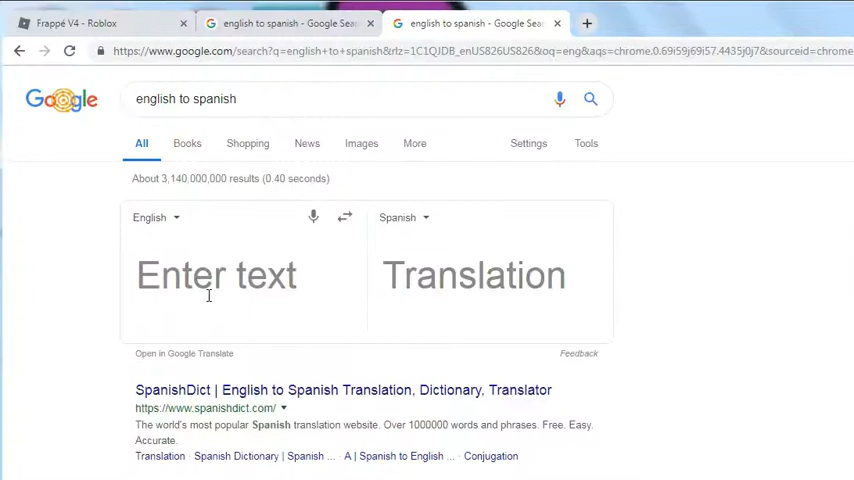 Frappé V4 - Roblox
english to spanish - Google Sear
english to spanish - Google Sear
https://www.google.com/search?q=english+to+spanish&rlz=1C1QJDB_enUS826US826&oq=eng&aqs=chrome.0.69i59j69i57.4435j0j7&sourceid=chrome
Google
english to spanish
All Books Shopping News Images More Settings Tools
About 3,140,000,000 results (0.40 seconds)
English Spanish
Enter text Translation
Open in Google Translate Feedback
SpanishDict | English to Spanish Translation, Dictionary, Translator
https://www.spanishdict.com/
The world's most popular Spanish translation website. Over 1000000 words and phrases. Free. Easy.
Accurate.
Translation · Spanish Dictionary | Spanish ... · A | Spanish to English ... · Conjugation